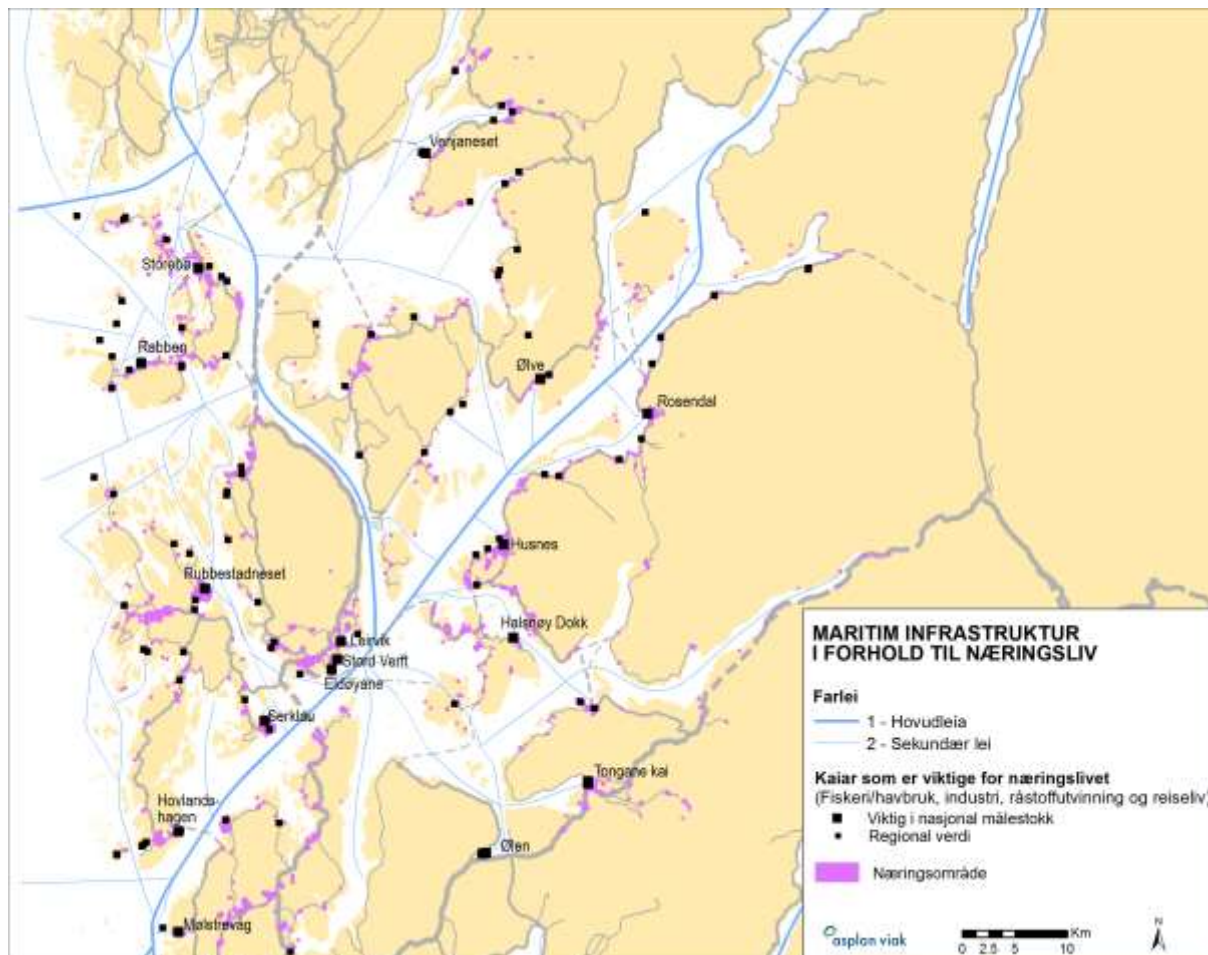 Venjaneset
Storebø
Rabben
Ølve
Rosendal
Husnes
Rubbestadneset
Halsnøy Dokk
Leirvik
Stord Verft
Eldøyane
Serklau
Tongane kai
Hovlands-
hagen
Ølen
Mølstrevåg
MARITIM INFRASTRUKTUR
I FORHOLD TIL NÆRINGSLIV
Farlei
1 - Hovudleia
2 - Sekundær lei
Kaiar som er viktige for næringslivet
(Fiskeri/havbruk, industri, råstoffutvinning og reiseliv)
Viktig i nasjonal målestokk
Regional verdi
Næringsområde
asplan viak
Km
0 2.5 5 10
N